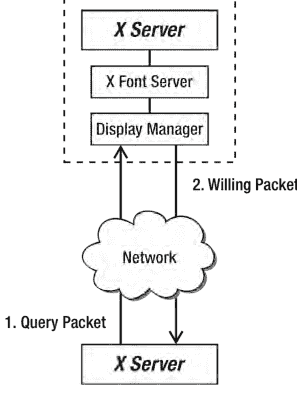 X Server
X Font Server
Display Manager
2. Willing Packet
Network
1. Query Packet
X Server